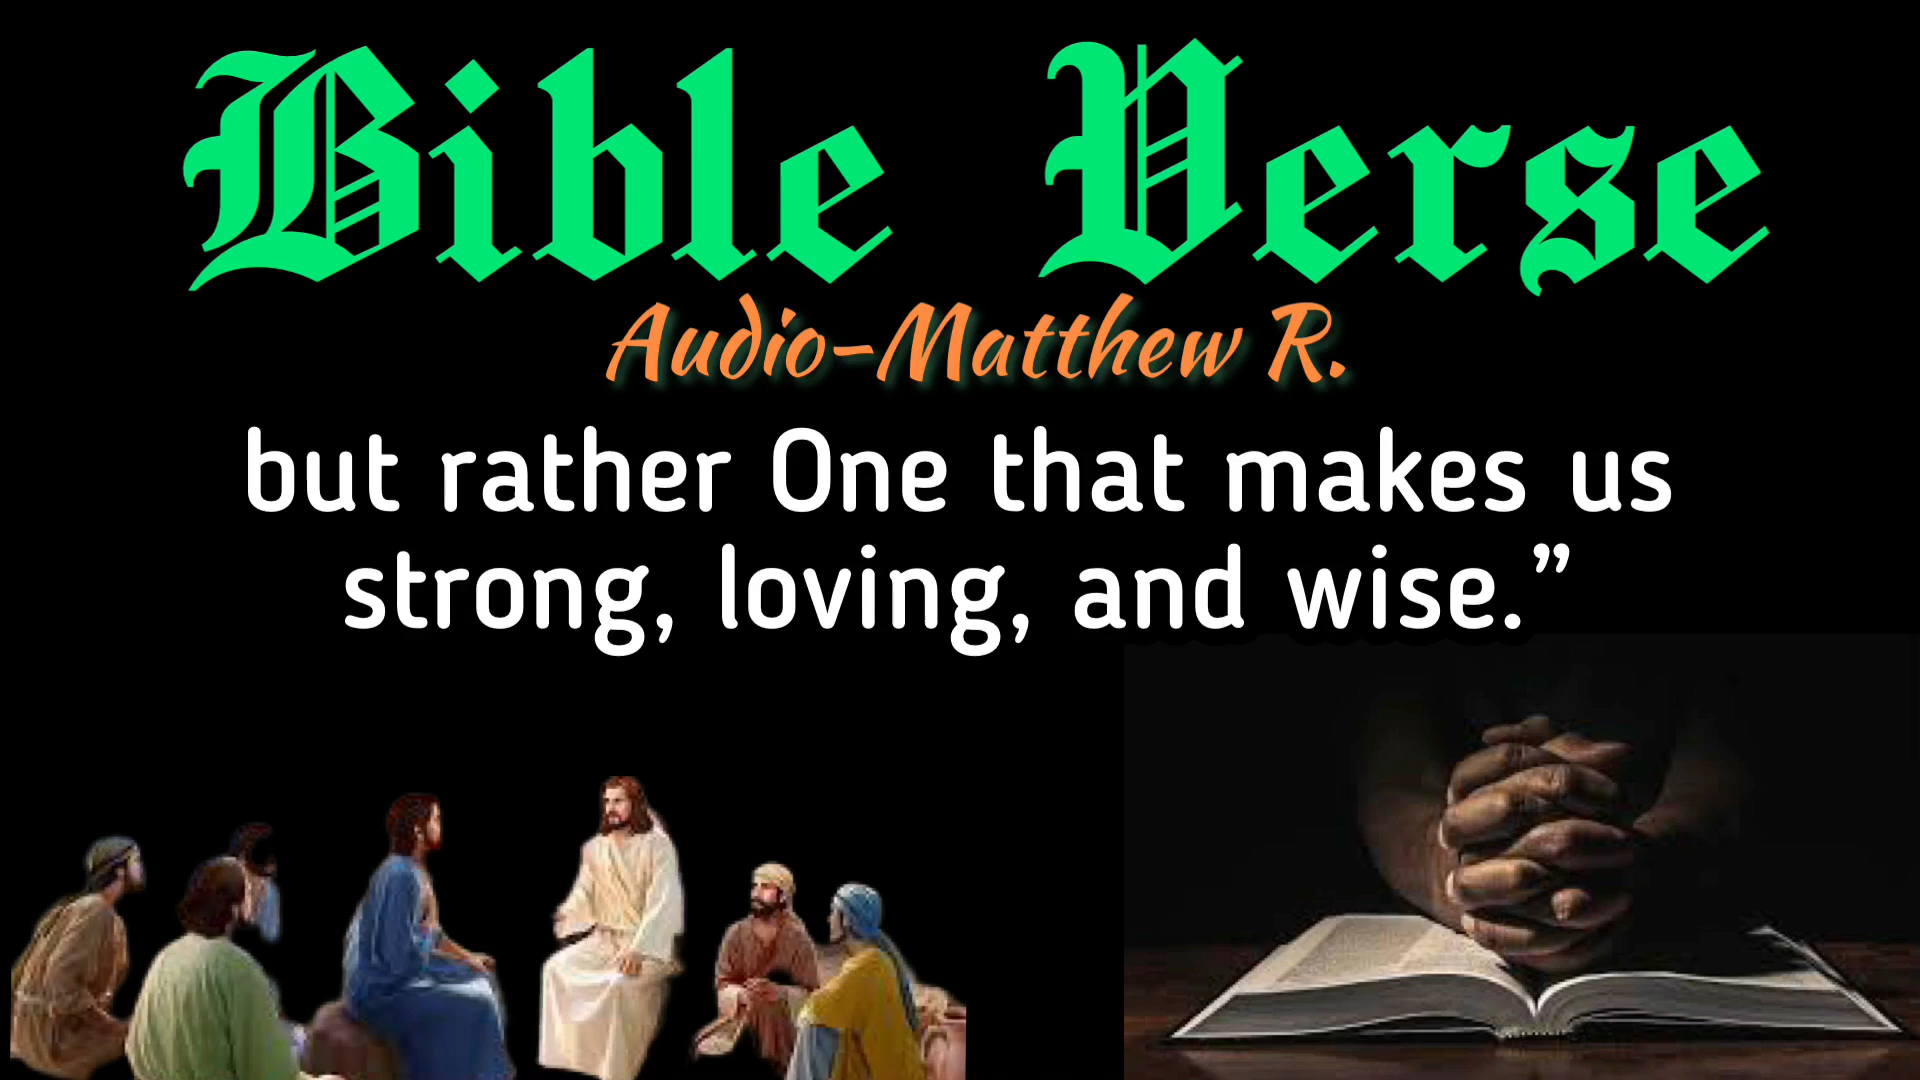 Bible Verse
Audio-Matthew R.
but rather One that makes us
strong, loving, and wise.”